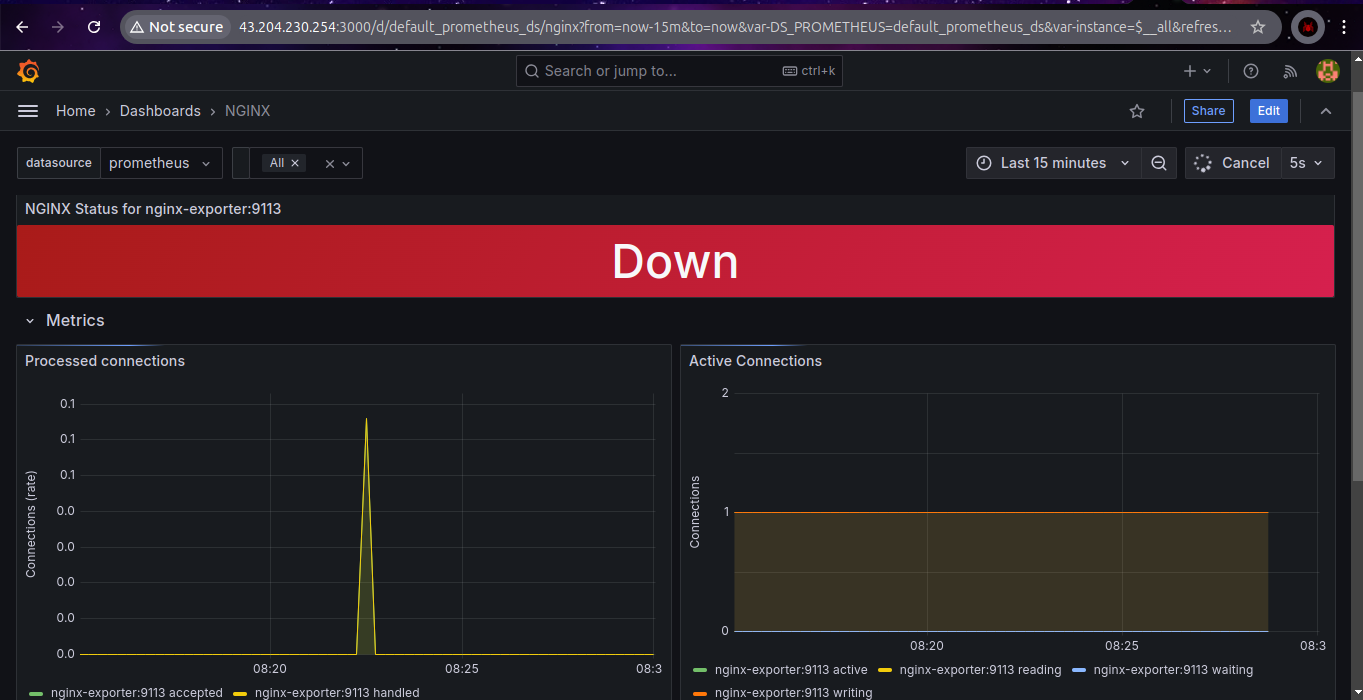 Not secure 43.204.230.254:3000/d/default_prometheus_ds/nginx?from=now-15m&to=now&var-DS_PROMETHEUS=default_prometheus_ds&var-instance=$__all&refres...
Search or jump to... ctrl+k
Home › Dashboards › NGINX Share Edit
datasource prometheus All Last 15 minutes Cancel 5s
NGINX Status for nginx-exporter:9113
Down
Metrics
Processed connections
Connections (rate)
0.1
0.1
0.1
0.0
0.0
0.0
0.0
0.0
08:20 08:25 08:3
nginx-exporter:9113 accepted nginx-exporter:9113 handled
Active Connections
Connections
2
1
0
08:20 08:25 08:3
nginx-exporter:9113 active nginx-exporter:9113 reading nginx-exporter:9113 waiting
nginx-exporter:9113 writing